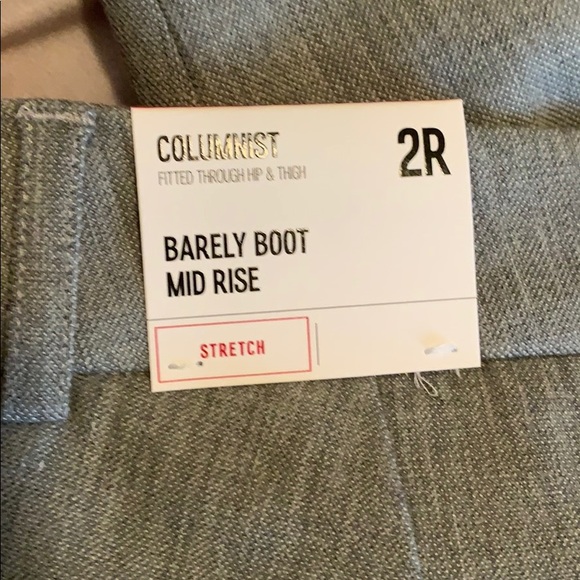 COLUMNIST
2R
FITTED THROUGH HIP & THIGH
BARELY BOOT
MID RISE
STRETCH